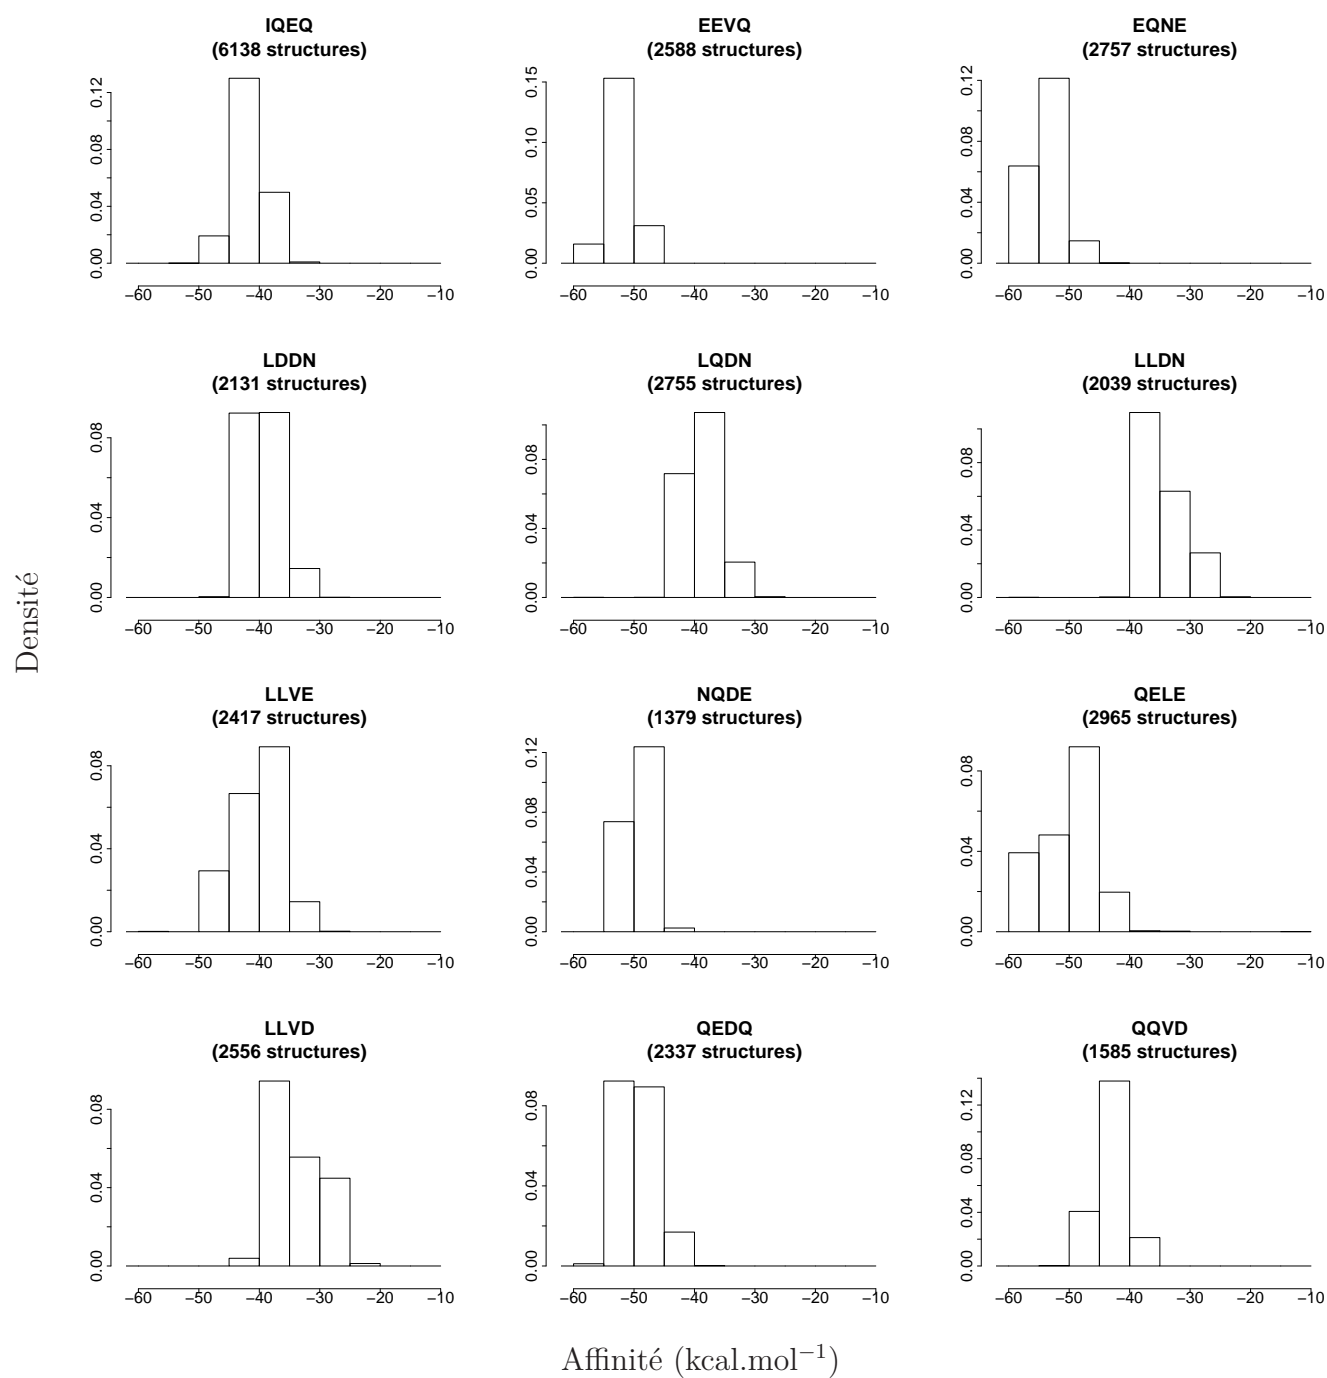 IQEQ
(6138 structures)
0.00 0.04 0.08 0.12
−60 −50 −40 −30 −20 −10
EEVQ
(2588 structures)
0.00 0.05 0.10 0.15
−60 −50 −40 −30 −20 −10
EQNE
(2757 structures)
0.00 0.04 0.08 0.12
−60 −50 −40 −30 −20 −10
LDDN
(2131 structures)
0.00 0.04 0.08
−60 −50 −40 −30 −20 −10
LQDN
(2755 structures)
0.00 0.04 0.08
−60 −50 −40 −30 −20 −10
LLDN
(2039 structures)
0.00 0.04 0.08
−60 −50 −40 −30 −20 −10
Densité
LLVE
(2417 structures)
0.00 0.04 0.08
−60 −50 −40 −30 −20 −10
NQDE
(1379 structures)
0.00 0.04 0.08 0.12
−60 −50 −40 −30 −20 −10
QELE
(2965 structures)
0.00 0.04 0.08
−60 −50 −40 −30 −20 −10
LLVD
(2556 structures)
0.00 0.04 0.08
−60 −50 −40 −30 −20 −10
QEDQ
(2337 structures)
0.00 0.04 0.08
−60 −50 −40 −30 −20 −10
QQVD
(1585 structures)
0.00 0.04 0.08 0.12
−60 −50 −40 −30 −20 −10
Affinité (kcal.mol⁻¹)